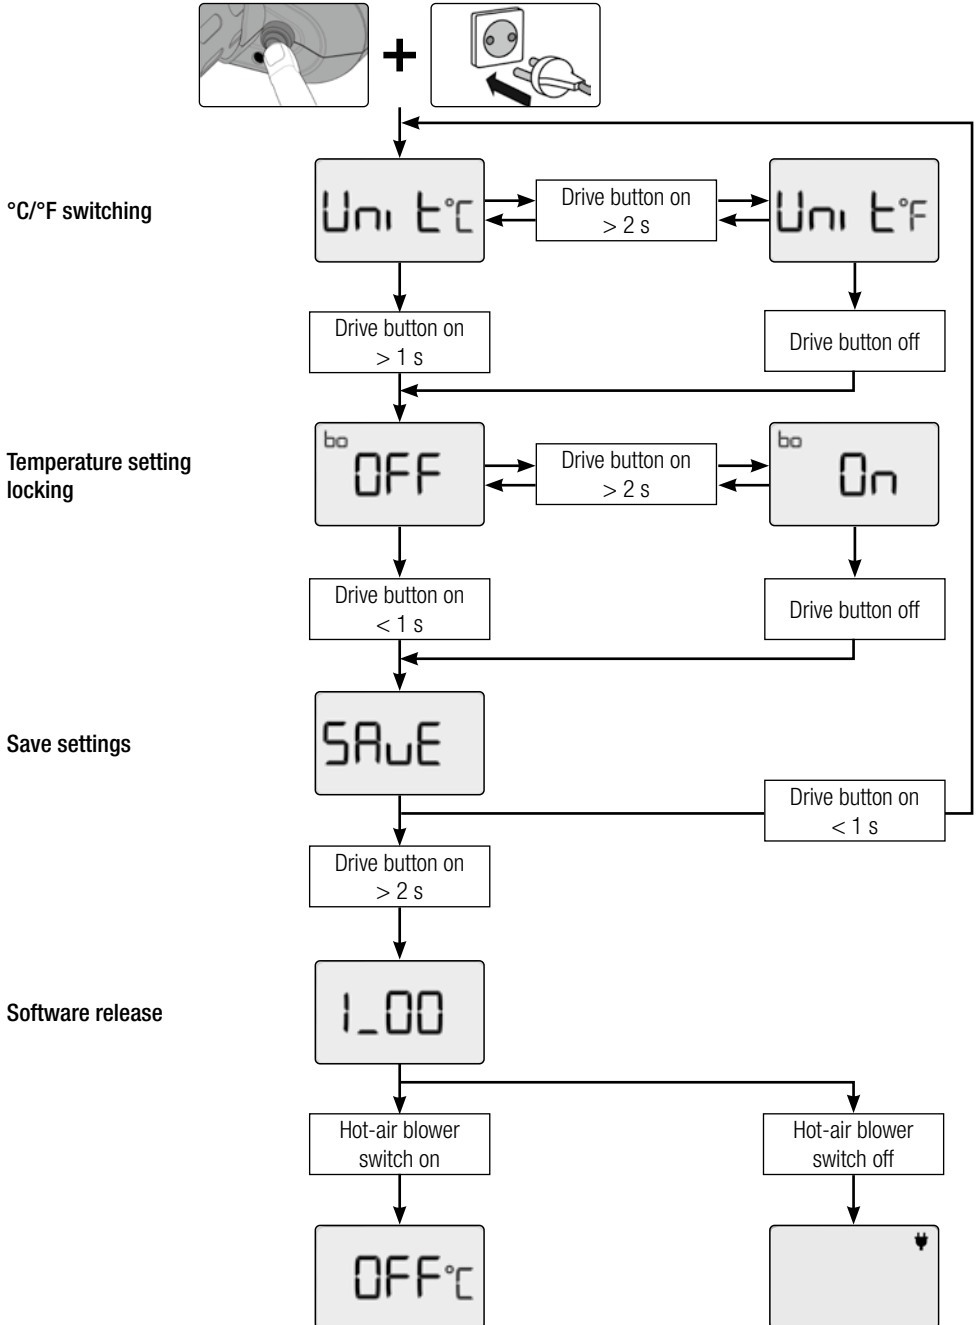 +
°C/°F switching
Unit°C
Drive button on
> 2 s
Unit°F
Drive button on
> 1 s
Drive button off
Temperature setting
locking
bo
OFF
Drive button on
> 2 s
bo
On
Drive button on
< 1 s
Drive button off
Save settings
SAvE
Drive button on
< 1 s
Drive button on
> 2 s
Software release
1_00
Hot-air blower
switch on
Hot-air blower
switch off
OFF°C